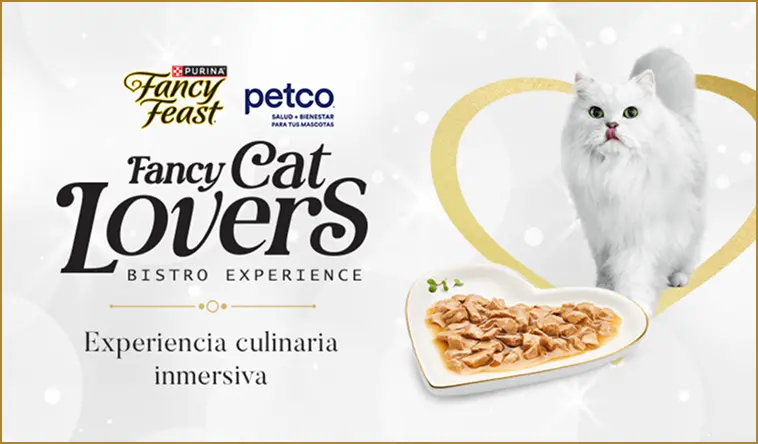 PURINA
Fancy
Feast
petco
SALUD + BIENESTAR
PARA TUS MASCOTAS
Fancy Cat
Lovers
BISTRO EXPERIENCE
Experiencia culinaria
inmersiva